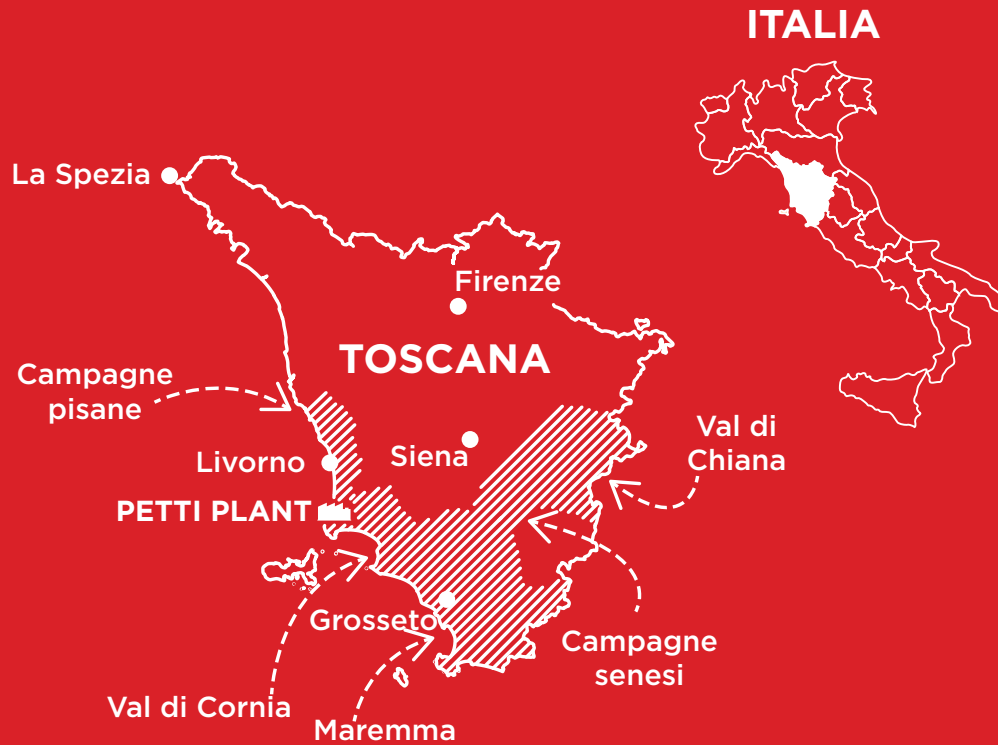 ITALIA
La Spezia
Firenze
TOSCANA
Campagne
pisane
Val di
Chiana
Siena
Livorno
PETTI PLANT
Grosseto
Campagne
senesi
Val di Cornia
Maremma